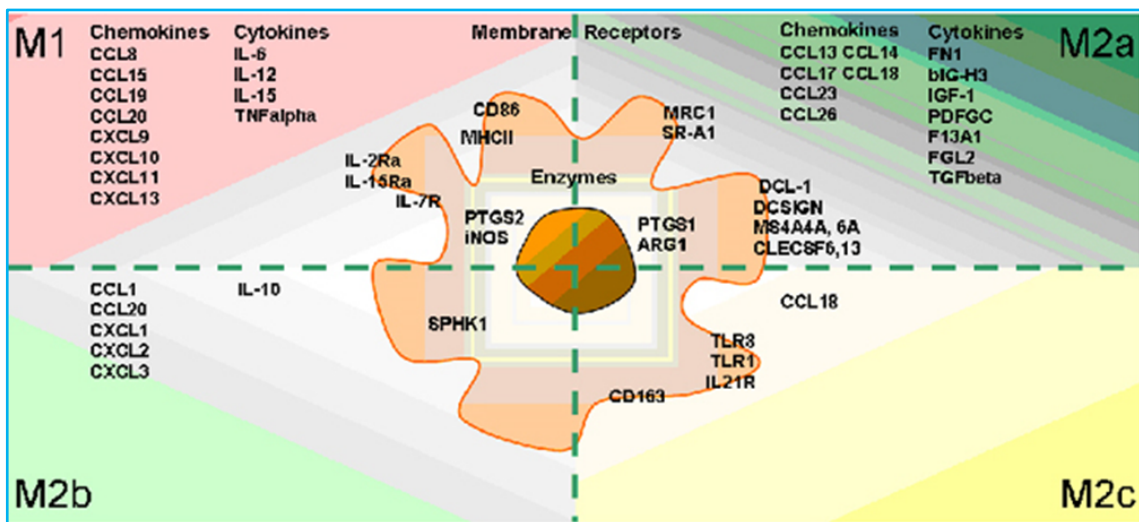 M1
Chemokines
CCL8
CCL15
CCL19
CCL20
CXCL9
CXCL10
CXCL11
CXCL13
Cytokines
IL-6
IL-12
IL-15
TNFalpha
Membrane Receptors
Chemokines
CCL13 CCL14
CCL17 CCL18
CCL23
CCL26
Cytokines
FN1
bIG-H3
IGF-1
PDFGC
F13A1
FGL2
TGFbeta
M2a
CD86
MHCII
IL-2Ra
IL-15Ra
IL-7R
MRC1
SR-A1
Enzymes
PTGS2
iNOS
PTGS1
ARG1
DCL-1
DCSIGN
MS4A4A, 6A
CLECSF6,13
CCL1
CCL20
CXCL1
CXCL2
CXCL3
IL-10
SPHK1
CCL18
TLR8
TLR1
IL21R
CD163
M2b
M2c